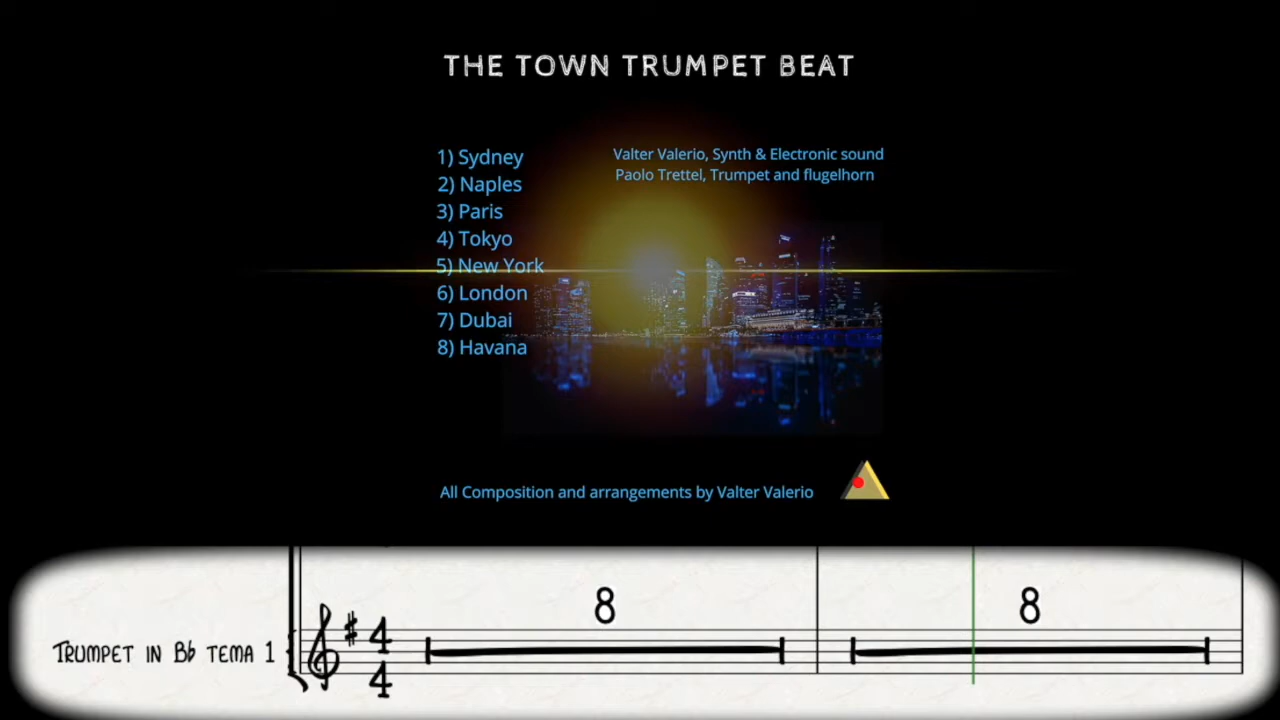 THE TOWN TRUMPET BEAT
1) Sydney
2) Naples
3) Paris
4) Tokyo
5) New York
6) London
7) Dubai
8) Havana
Valter Valerio, Synth & Electronic sound
Paolo Trettel, Trumpet and flugelhorn
All Composition and arrangements by Valter Valerio
8 8
TRUMPET IN B♭ TEMA 1
4
4